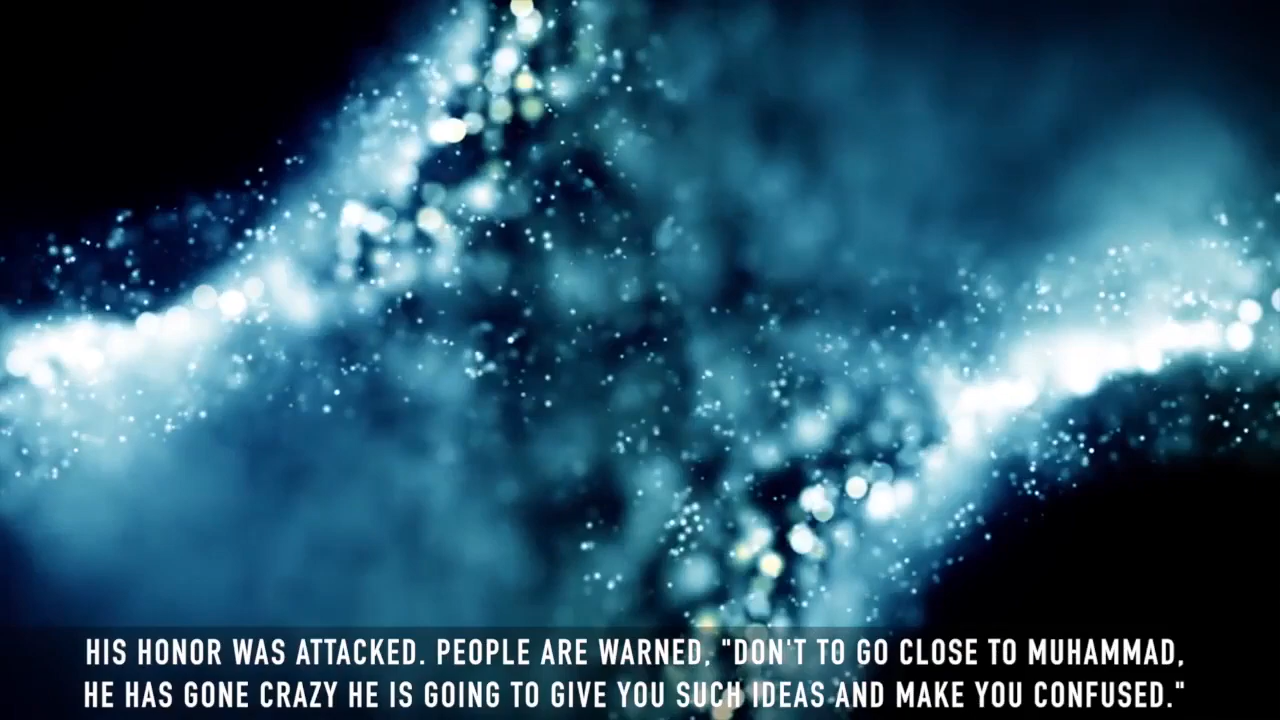 HIS HONOR WAS ATTACKED. PEOPLE ARE WARNED, "DON'T TO GO CLOSE TO MUHAMMAD,
HE HAS GONE CRAZY HE IS GOING TO GIVE YOU SUCH IDEAS AND MAKE YOU CONFUSED."